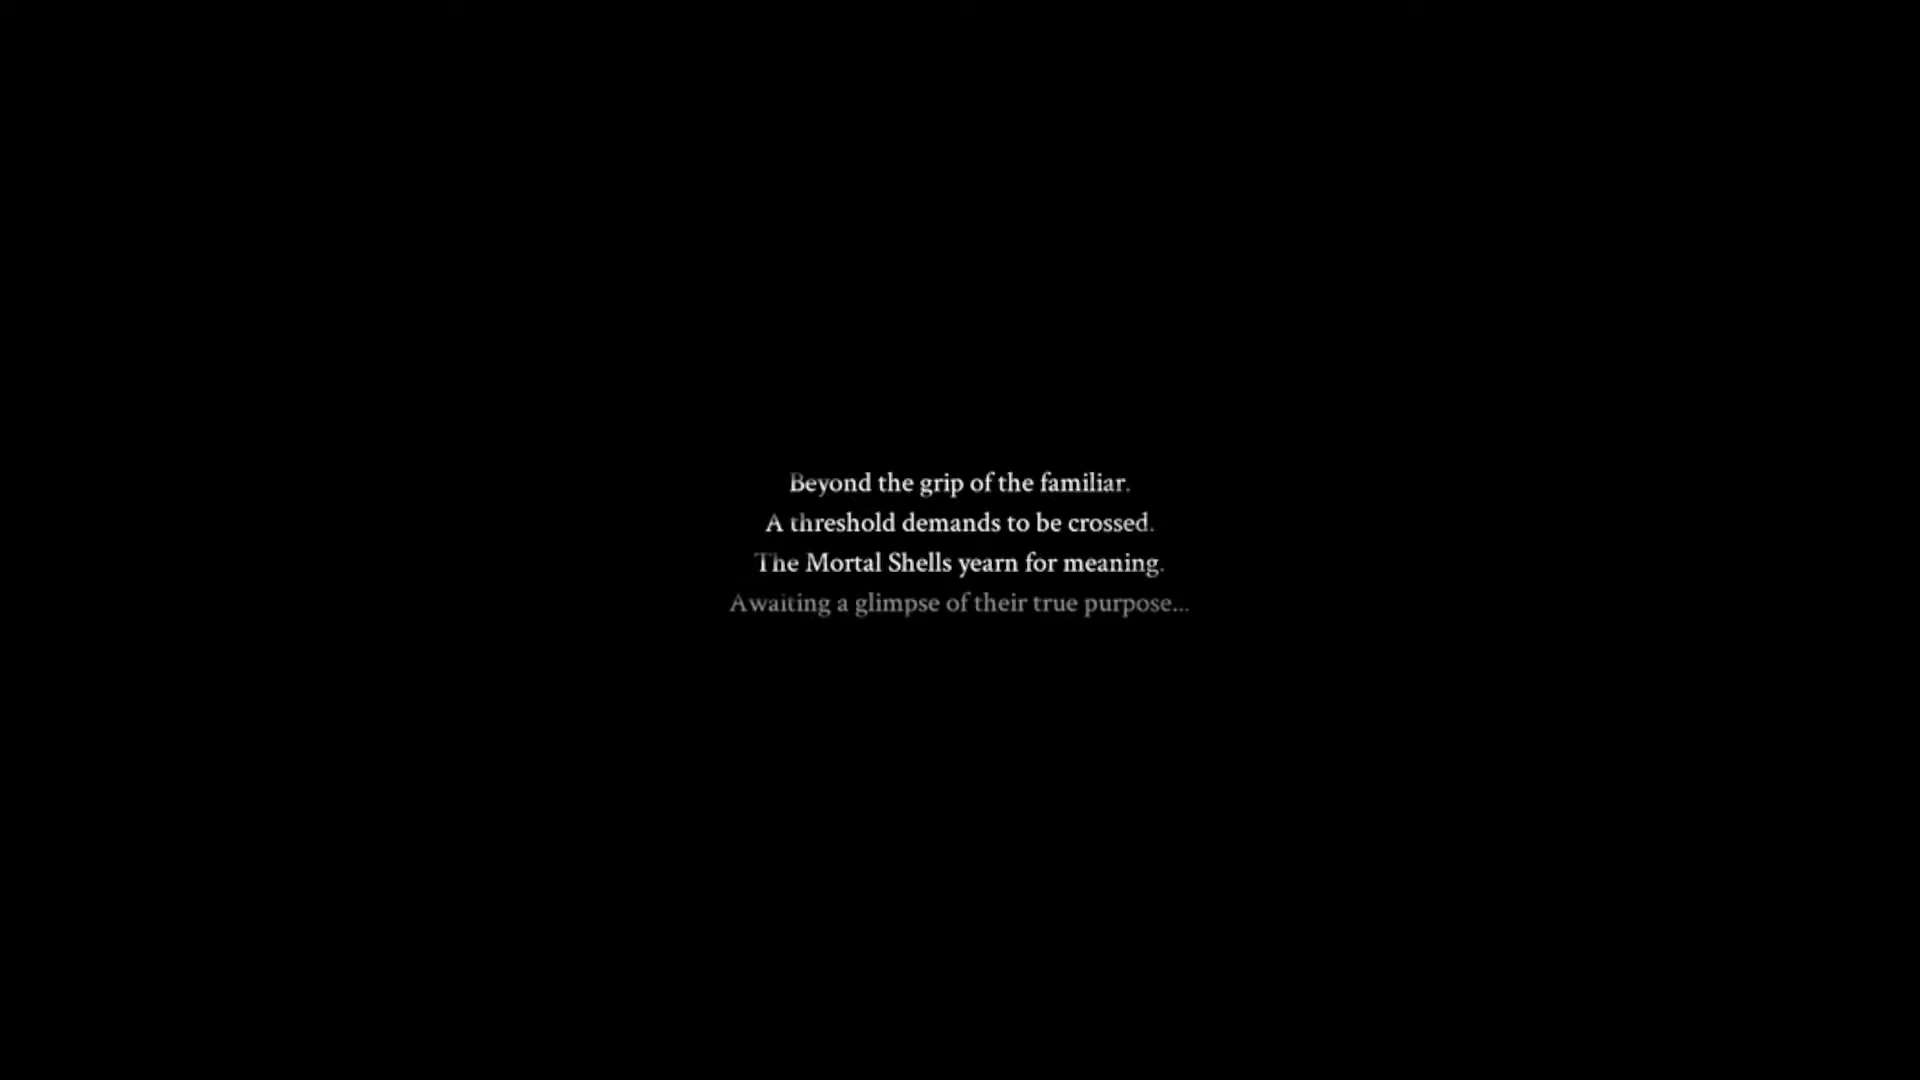 Beyond the grip of the familiar.
A threshold demands to be crossed.
The Mortal Shells yearn for meaning.
Awaiting a glimpse of their true purpose...